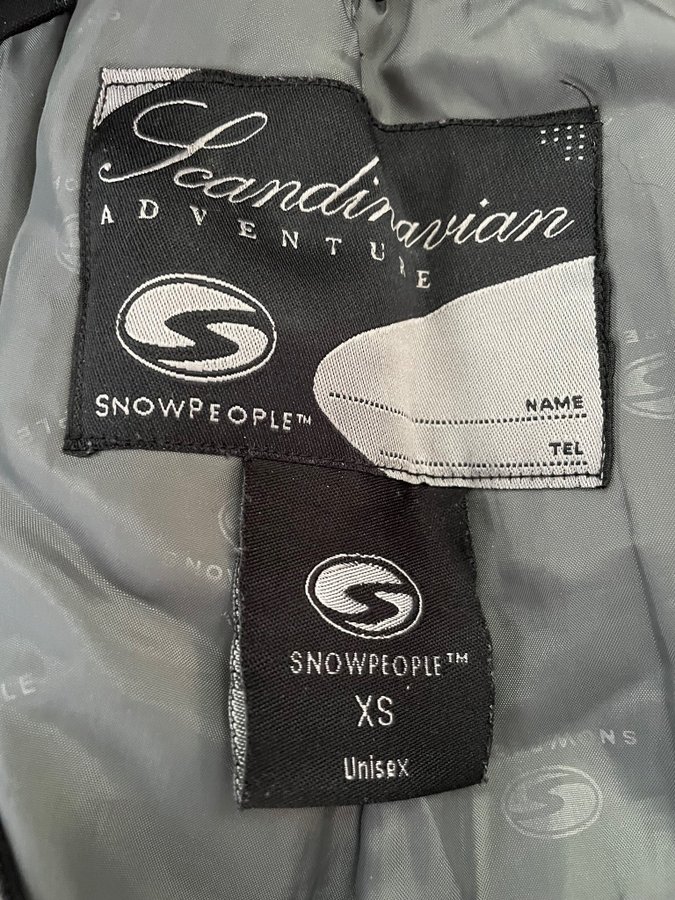 Scandinavian
ADVENTURE
SNOWPEOPLE™
NAME
TEL
SNOWPEOPLE™
XS
Unisex